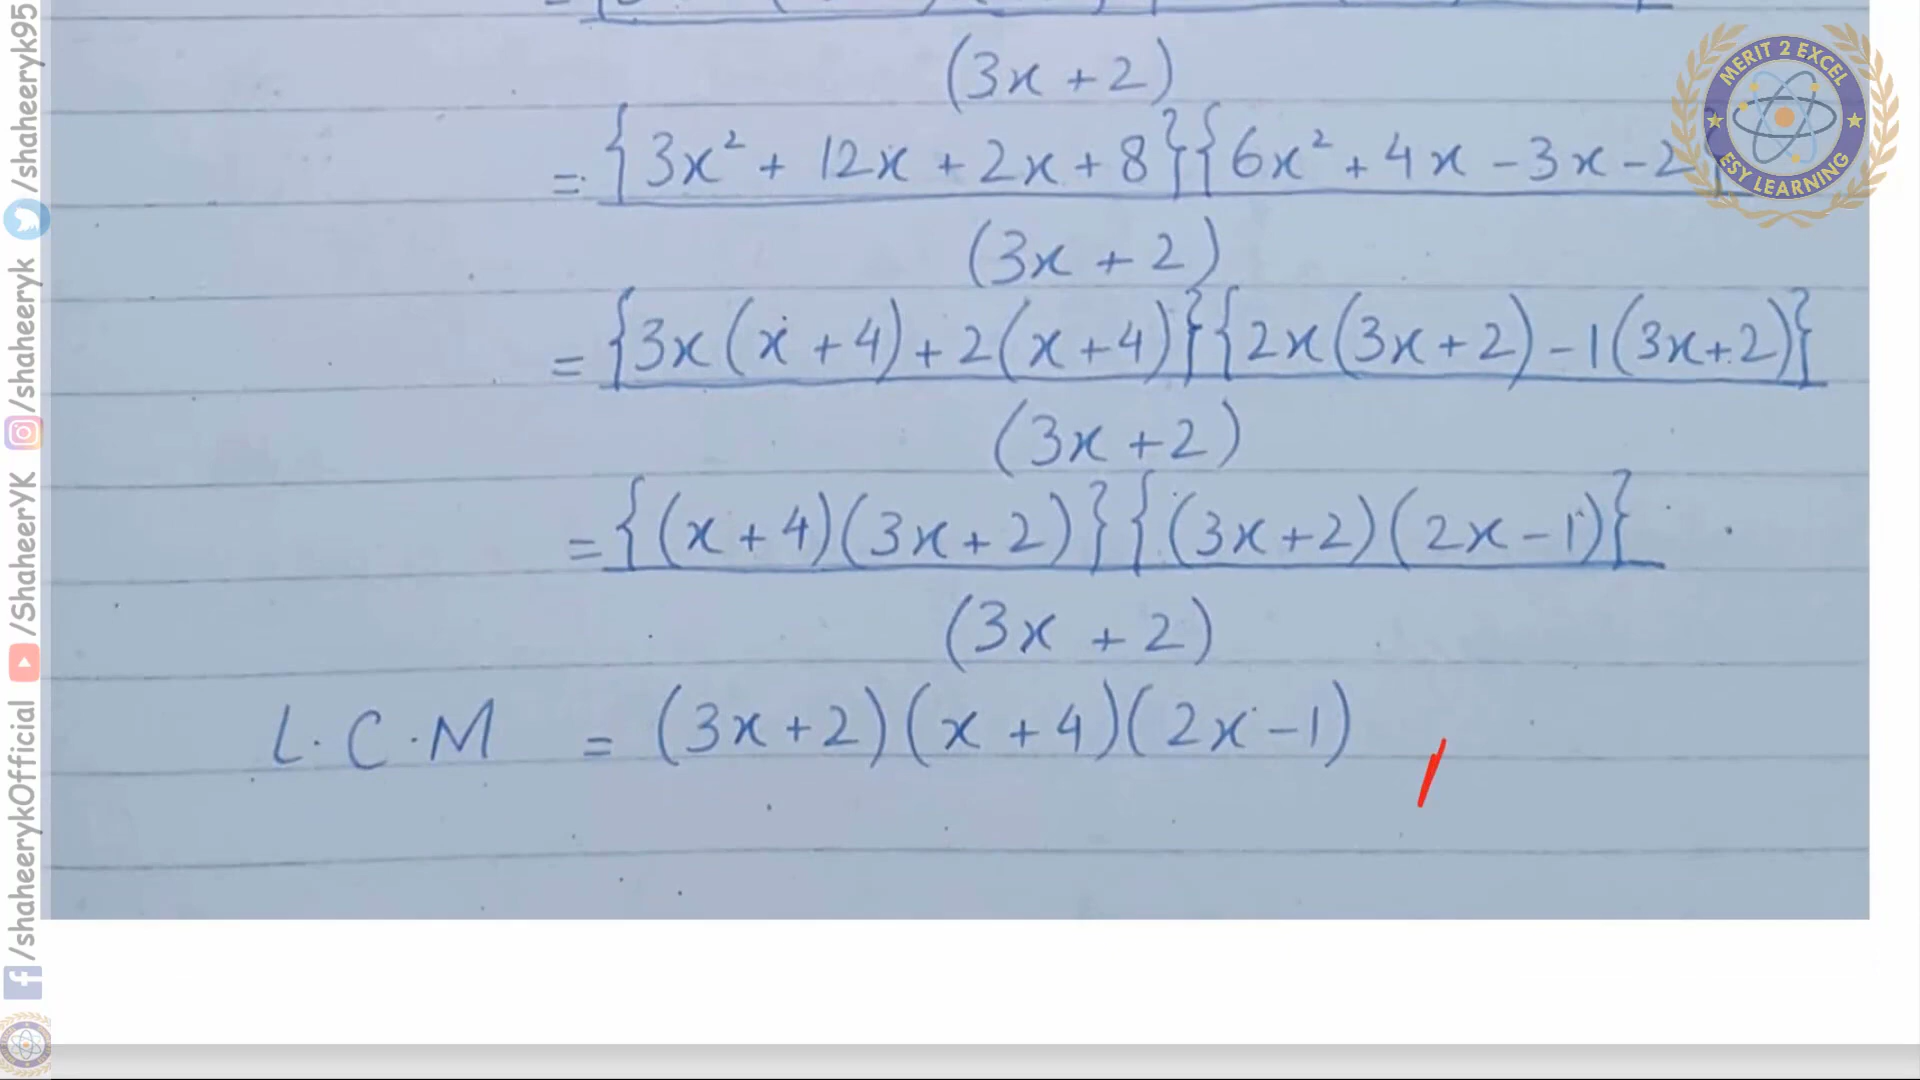 (3x + 2)
= {3x² + 12x + 2x + 8}{6x² + 4x - 3x - 2}
(3x + 2)
= {3x(x + 4) + 2(x + 4)}{2x(3x + 2) - 1(3x + 2)}
(3x + 2)
= {(x + 4)(3x + 2)}{(3x + 2)(2x - 1)}
(3x + 2)
L.C.M = (3x + 2)(x + 4)(2x - 1)
MERIT 2 EXCEL
ESY LEARNING
/shaheerykOfficial /ShaheerYK /shaheeryk /shaheeryk95